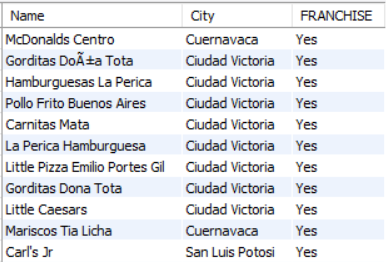 Name City FRANCHISE
McDonalds Centro Cuernavaca Yes
Gorditas DoÃ±a Tota Ciudad Victoria Yes
Hamburguesas La Perica Ciudad Victoria Yes
Pollo Frito Buenos Aires Ciudad Victoria Yes
Carnitas Mata Ciudad Victoria Yes
La Perica Hamburguesa Ciudad Victoria Yes
Little Pizza Emilio Portes Gil Ciudad Victoria Yes
Gorditas Dona Tota Ciudad Victoria Yes
Little Caesars Ciudad Victoria Yes
Mariscos Tia Licha Cuernavaca Yes
Carl's Jr San Luis Potosi Yes